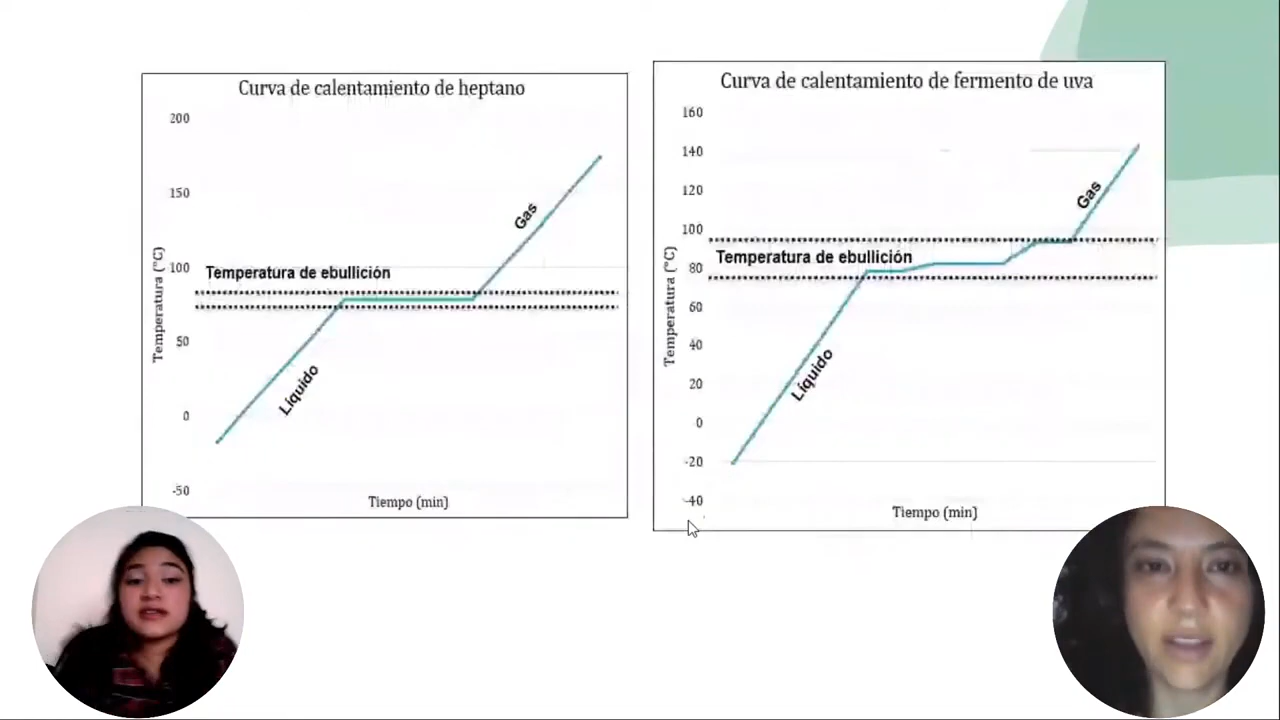 Curva de calentamiento de heptano
200
150
100
50
0
-50
Temperatura (°C)
Temperatura de ebullición
Líquido
Gas
Tiempo (min)
Curva de calentamiento de fermento de uva
160
140
120
100
80
60
40
20
0
-20
-40
Temperatura (°C)
Temperatura de ebullición
Líquido
Gas
Tiempo (min)